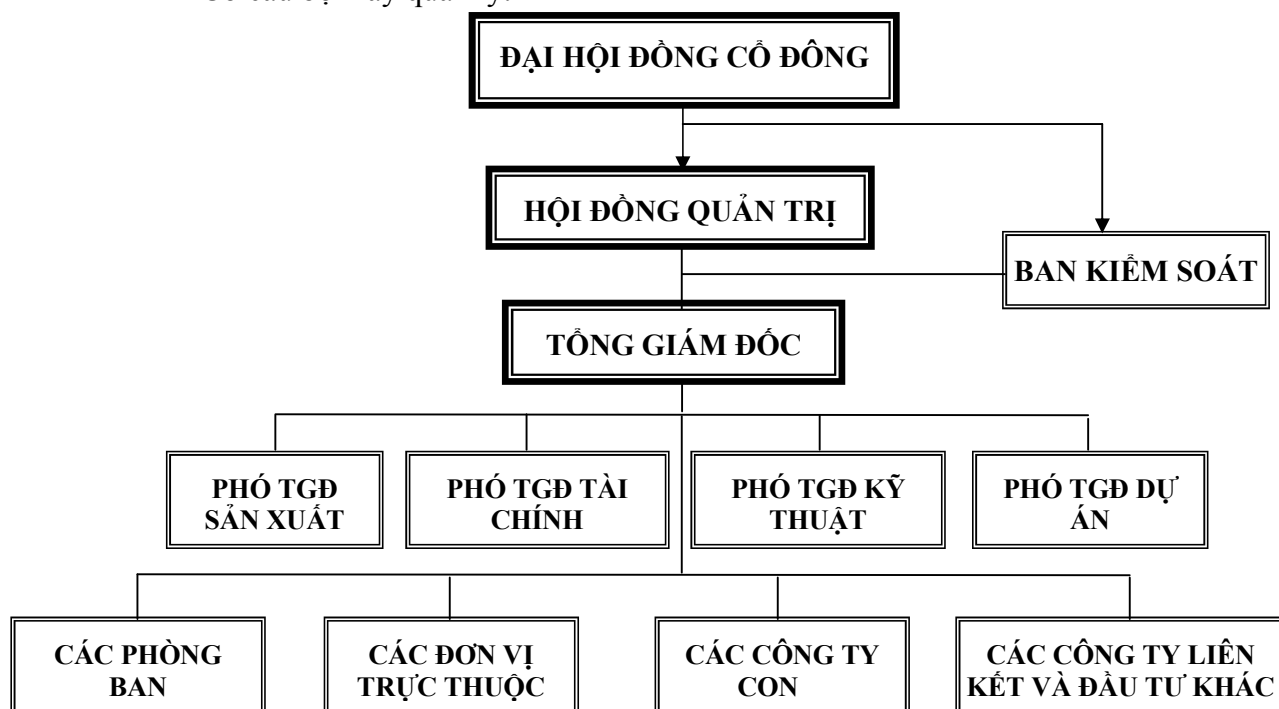 ĐẠI HỘI ĐỒNG CỔ ĐÔNG
HỘI ĐỒNG QUẢN TRỊ
BAN KIỂM SOÁT
TỔNG GIÁM ĐỐC
PHÓ TGĐ
SẢN XUẤT
PHÓ TGĐ TÀI
CHÍNH
PHÓ TGĐ KỸ
THUẬT
PHÓ TGĐ DỰ
ÁN
CÁC PHÒNG
BAN
CÁC ĐƠN VỊ
TRỰC THUỘC
CÁC CÔNG TY
CON
CÁC CÔNG TY LIÊN
KẾT VÀ ĐẦU TƯ KHÁC